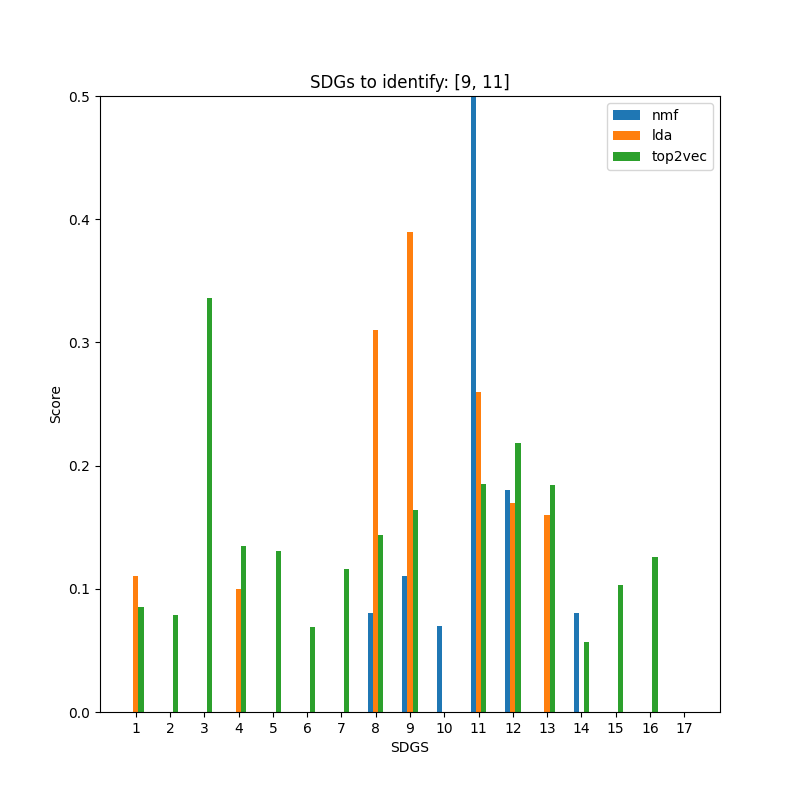 SDGs to identify: [9, 11]
nmf
lda
top2vec
0.5
0.4
0.3
0.2
0.1
0.0
Score
1 2 3 4 5 6 7 8 9 10 11 12 13 14 15 16 17
SDGS